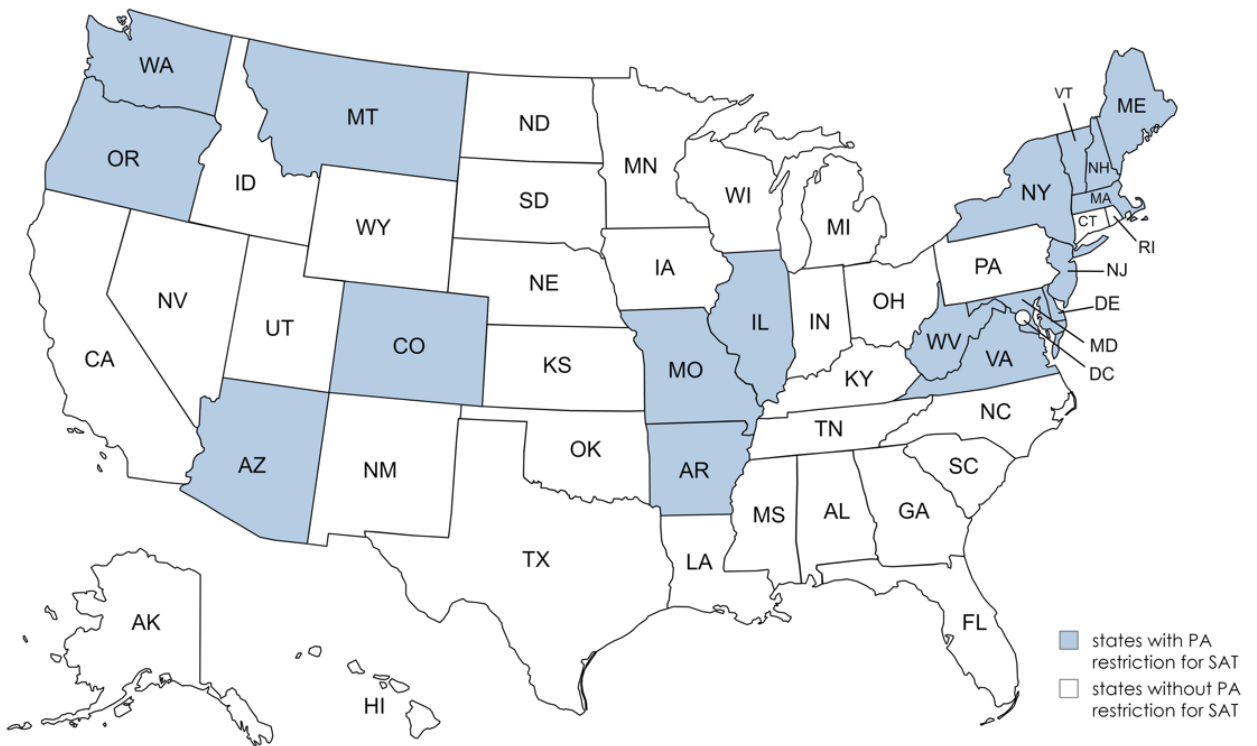 WA
MT
ND
MN
VT
ME
OR
ID
SD
WI
NH
NY
MA
WY
MI
CT
RI
IA
PA
NJ
NE
NV
OH
DE
UT
IL
IN
CO
WV
CA
VA
MD
KS
MO
KY
DC
NC
TN
AZ
OK
NM
AR
SC
MS
AL
GA
TX
LA
AK
FL
HI
states with PA
restriction for SAT
states without PA
restriction for SAT